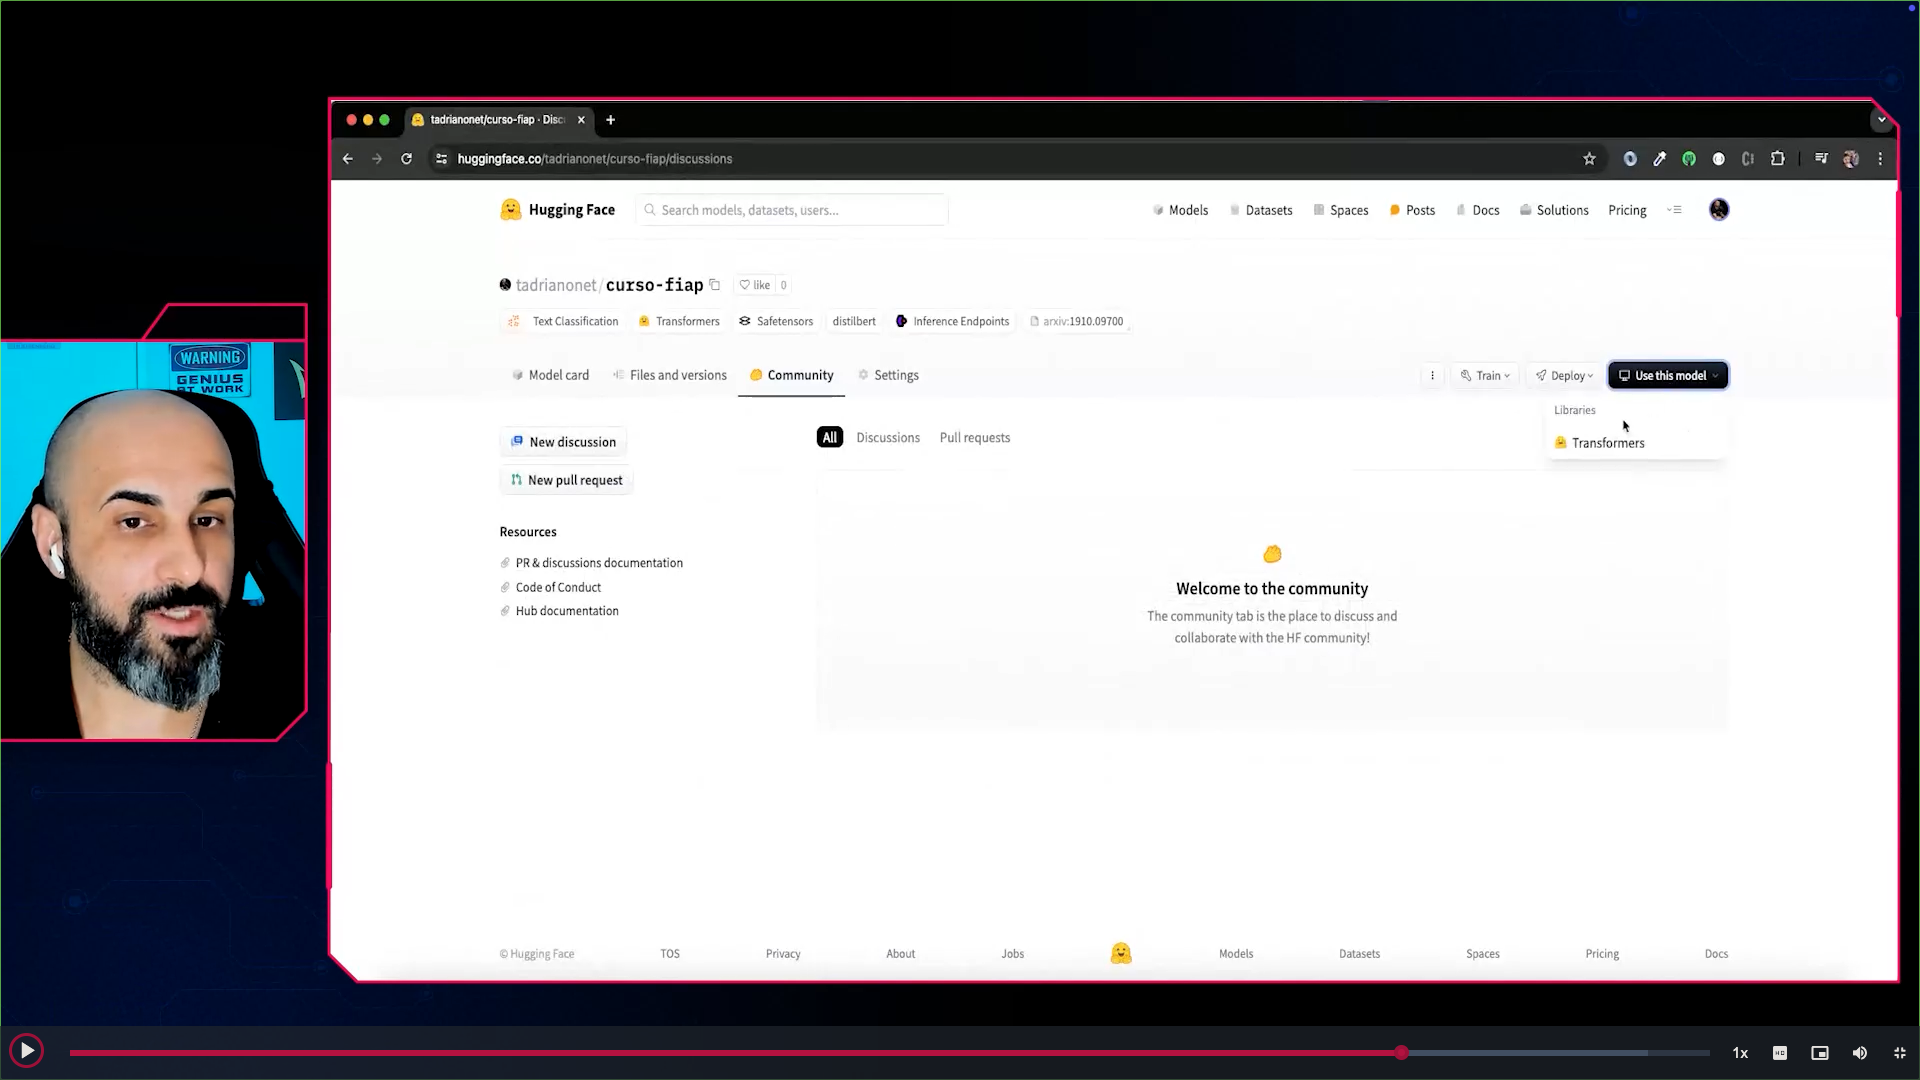 WARNING
GENIUS
AT WORK
tadrianonet/curso-fiap · Disc
huggingface.co/tadrianonet/curso-fiap/discussions
Hugging Face
Search models, datasets, users...
Models
Datasets
Spaces
Posts
Docs
Solutions
Pricing
tadrianonet/curso-fiap
like 0
Text Classification
Transformers
Safetensors
distilbert
Inference Endpoints
arxiv:1910.09700
Model card
Files and versions
Community
Settings
Train
Deploy
Use this model
Libraries
Transformers
New discussion
New pull request
All
Discussions
Pull requests
Resources
PR & discussions documentation
Code of Conduct
Hub documentation
Welcome to the community
The community tab is the place to discuss and
collaborate with the HF community!
© Hugging Face
TOS
Privacy
About
Jobs
Models
Datasets
Spaces
Pricing
Docs
1x